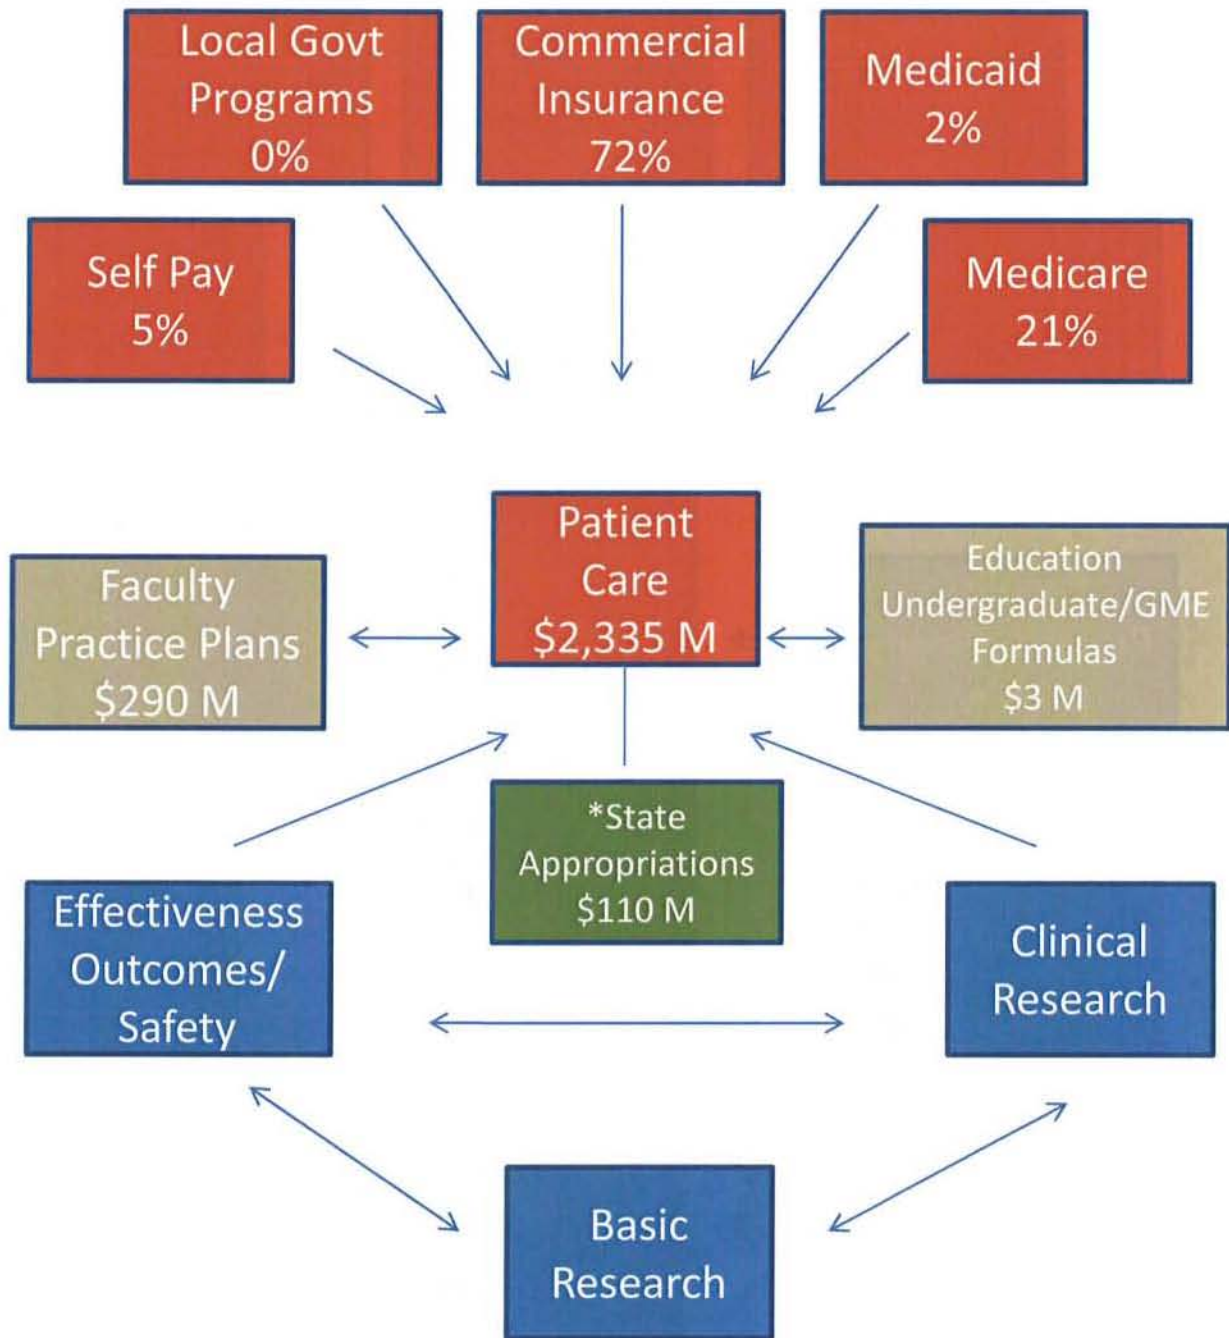 Local Govt
Programs
0%
Commercial
Insurance
72%
Medicaid
2%
Self Pay
5%
Medicare
21%
Patient
Care
$2,335 M
Faculty
Practice Plans
$290 M
Education
Undergraduate/GME
Formulas
$3 M
*State
Appropriations
$110 M
Effectiveness
Outcomes/
Safety
Clinical
Research
Basic
Research